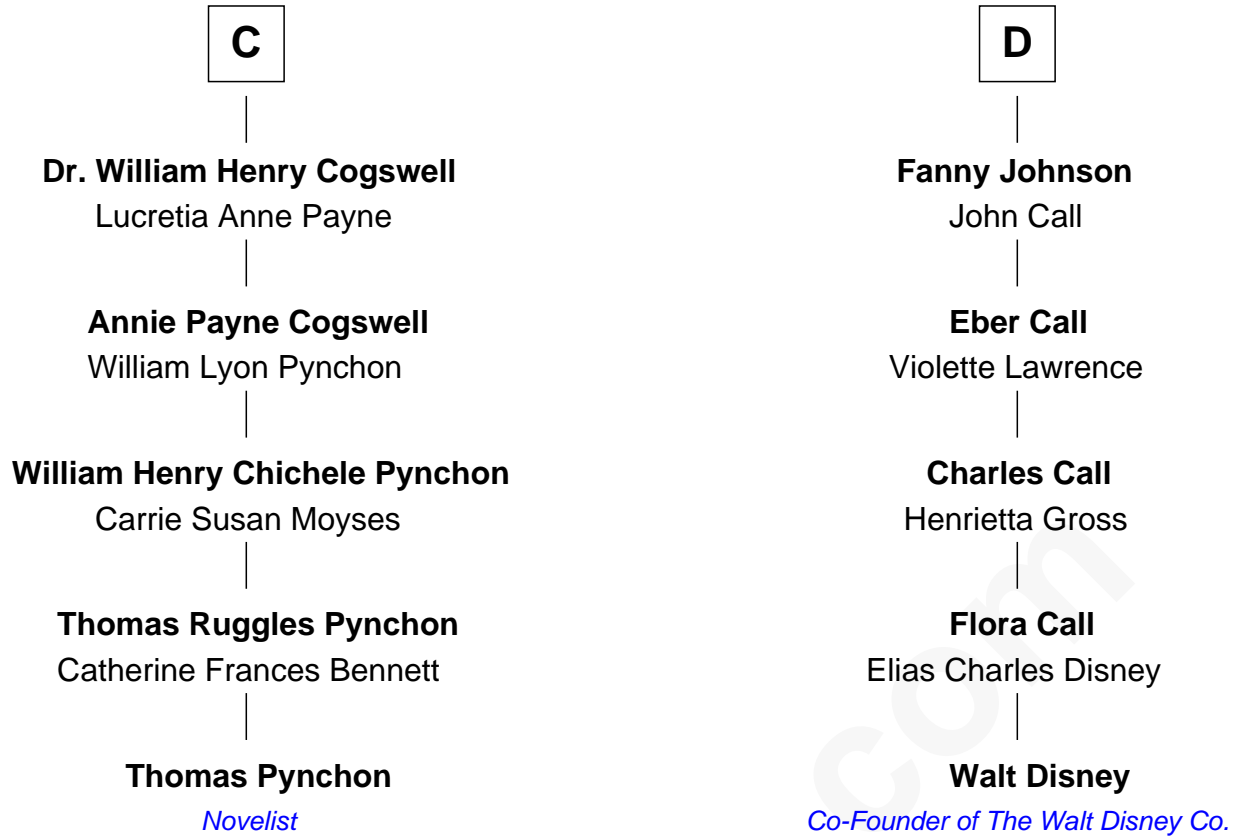 C
Dr. William Henry Cogswell
Lucretia Anne Payne
Annie Payne Cogswell
William Lyon Pynchon
William Henry Chichele Pynchon
Carrie Susan Moyses
Thomas Ruggles Pynchon
Catherine Frances Bennett
Thomas Pynchon
Novelist
D
Fanny Johnson
John Call
Eber Call
Violette Lawrence
Charles Call
Henrietta Gross
Flora Call
Elias Charles Disney
Walt Disney
Co-Founder of The Walt Disney Co.
com